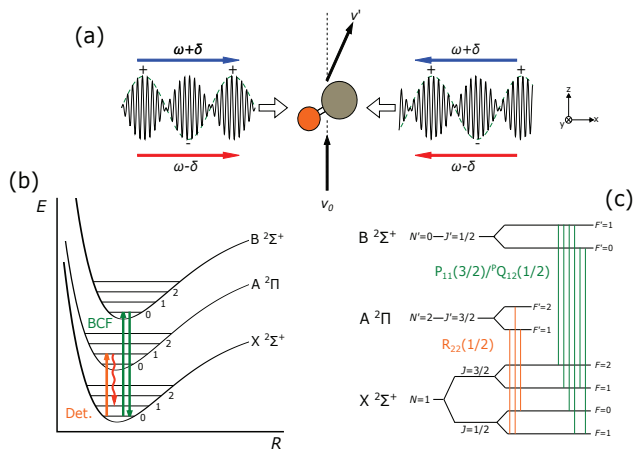 (a)
v'
ω+δ
ω+δ
+ +
+ +
-
-
ω-δ
ω-δ
v₀
z
y x
(b)
E
B ²Σ⁺
A ²Π
X ²Σ⁺
2
1
0
BCF
2
1
0
Det.
2
1
0
R
(c)
B ²Σ⁺ N'=0 J'=1/2
F'=1
F'=0
P₁₁(3/2)/ᴾQ₁₂(1/2)
A ²Π N'=2 J'=3/2
F'=2
F'=1
R₂₂(1/2)
X ²Σ⁺ N=1
J=3/2
F=2
F=1
J=1/2
F=0
F=1